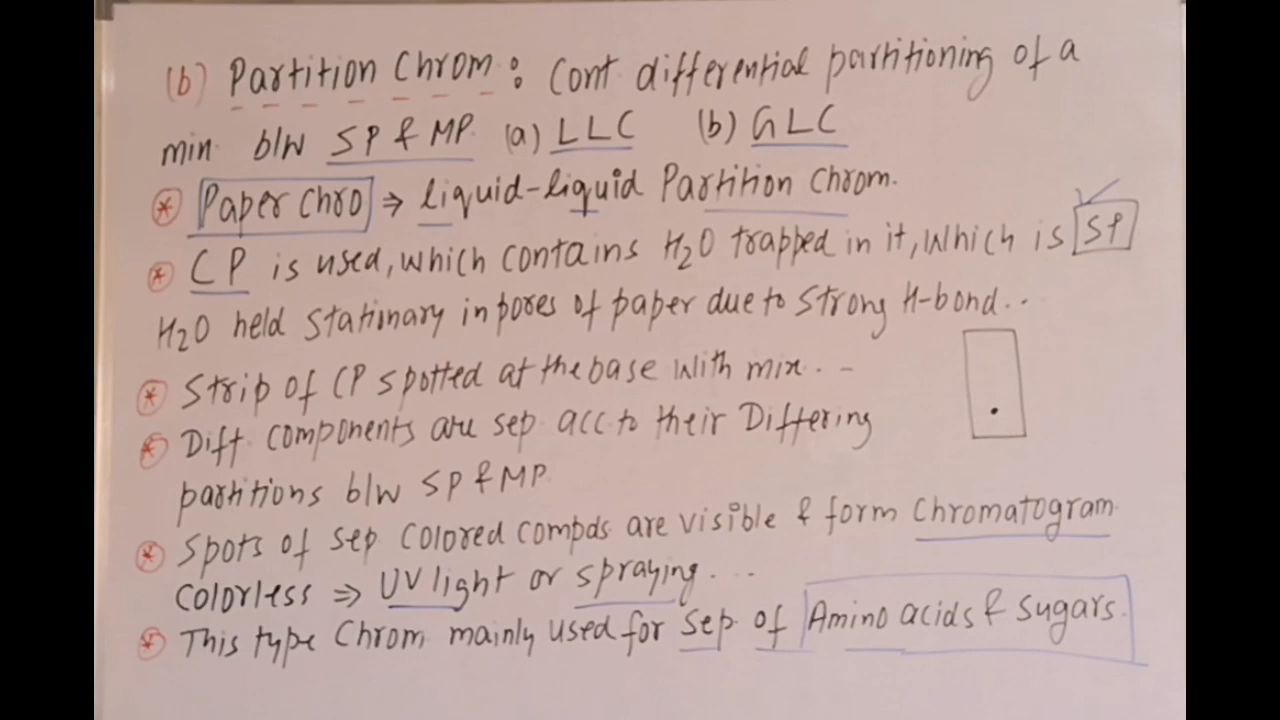 (b) Partition Chrom : Cont differential partitioning of a
min b/w SP & MP. (a) LLC (b) GLC
* Paper Chro ⇒ liquid-liquid Partition Chrom.
* CP is used, which contains H2O trapped in it, Which is SP
H2O held Stationary in pores of paper due to Strong H-bond..
* Strip of CP spotted at the base With mix. --
* Diff components are sep acc to their Differing
partitions b/w SP & MP
* Spots of sep Colored compds are visible & form Chromatogram
Colorless ⇒ UV light or spraying...
* This type Chrom mainly used for Sep of Amino acids & Sugars.